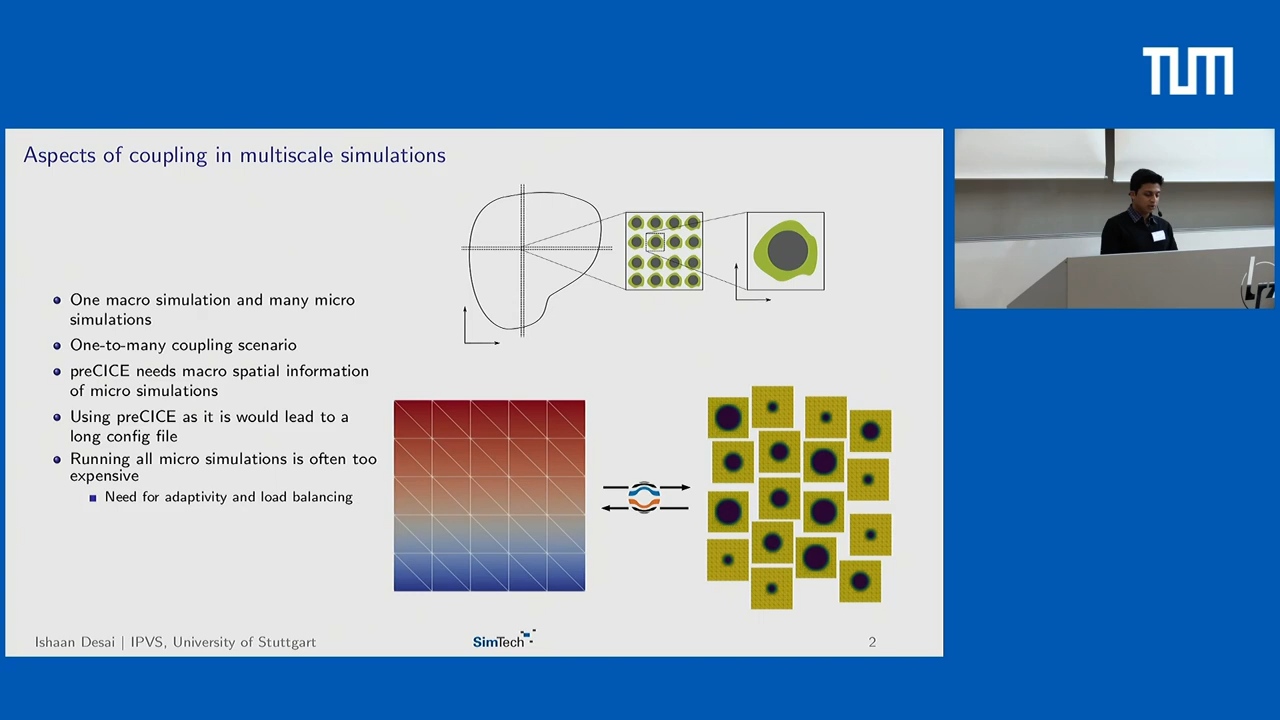 TUM
Aspects of coupling in multiscale simulations
One macro simulation and many micro
simulations
One-to-many coupling scenario
preCICE needs macro spatial information
of micro simulations
Using preCICE as it is would lead to a
long config file
Running all micro simulations is often too
expensive
Need for adaptivity and load balancing
Ishaan Desai | IPVS, University of Stuttgart
SimTech
2